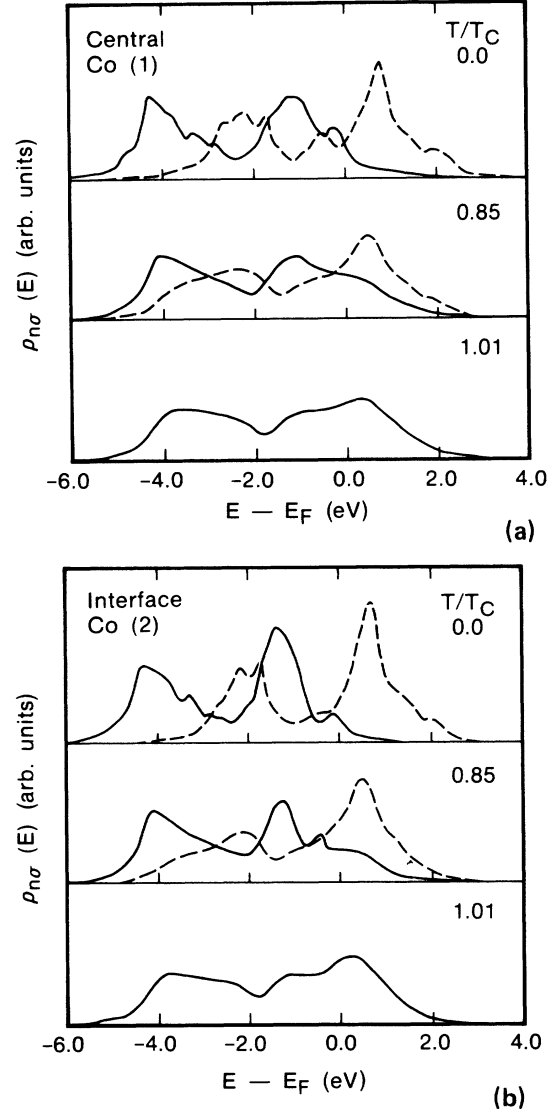 Central
Co (1)
T/T_C
0.0
0.85
1.01
ρ_nσ (E) (arb. units)
−6.0 −4.0 −2.0 0.0 2.0 4.0
E — E_F (eV)
(a)
Interface
Co (2)
T/T_C
0.0
0.85
1.01
ρ_nσ (E) (arb. units)
−6.0 −4.0 −2.0 0.0 2.0 4.0
E — E_F (eV)
(b)